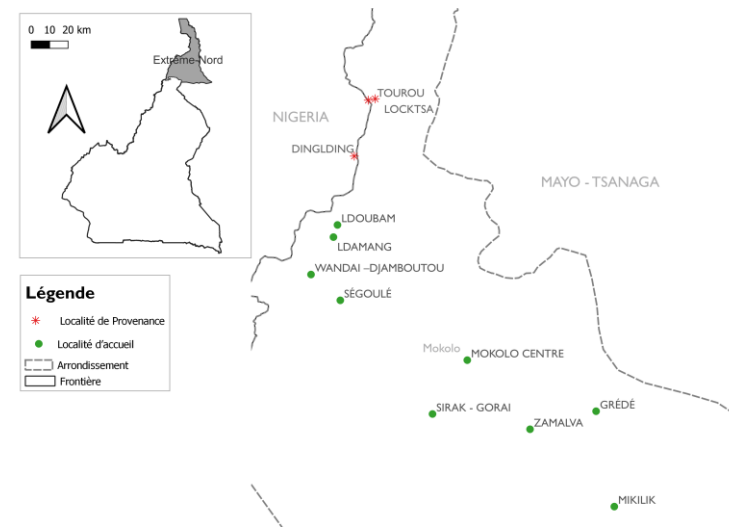 0 10 20 km
Extrême-Nord
TOUROU
LOCKTSA
NIGERIA
DINGLDING
MAYO - TSANAGA
LDOUBAM
LDAMANG
WANDAI –DJAMBOUTOU
SÉGOULÉ
Légende
Localité de Provenance
Localité d'accueil
Arrondissement
Frontière
Mokolo
MOKOLO CENTRE
SIRAK - GORAI
GRÉDÉ
ZAMALVA
MIKILIK